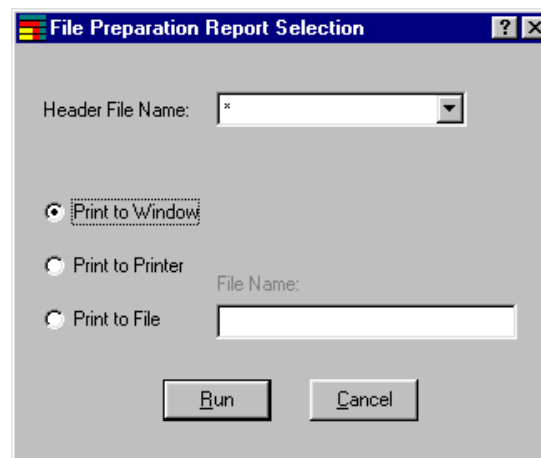 File Preparation Report Selection
Header File Name: *
Print to Window
Print to Printer
File Name:
Print to File
Run Cancel